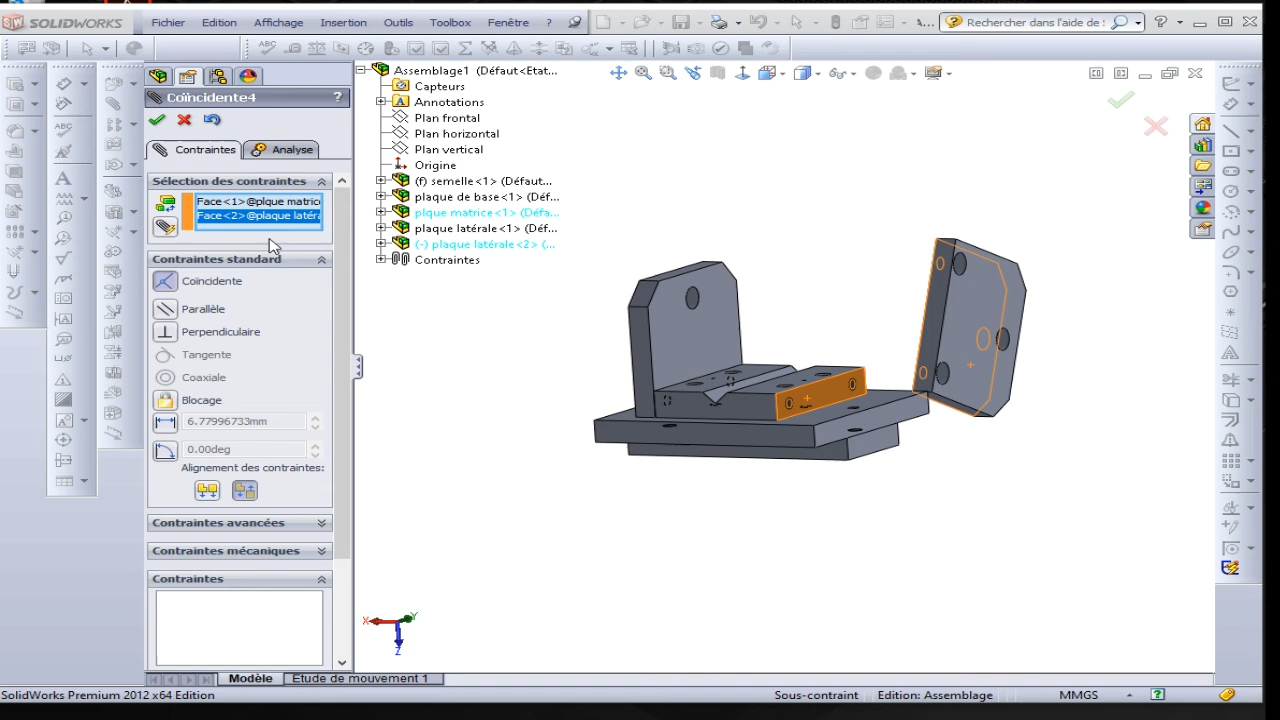 SOLIDWORKS
Fichier Edition Affichage Insertion Outils Toolbox Fenêtre ?
A...
Rechercher dans l'aide de :
Coïncidente4 ?
Contraintes Analyse
Sélection des contraintes
Face<1>@plque matrice
Face<2>@plaque latéra
Contraintes standard
Coïncidente
Parallèle
Perpendiculaire
Tangente
Coaxiale
Blocage
6.77996733mm
0.00deg
Alignement des contraintes:
Contraintes avancées
Contraintes mécaniques
Contraintes
Assemblage1 (Défaut<Etat...
Capteurs
Annotations
Plan frontal
Plan horizontal
Plan vertical
Origine
(f) semelle<1> (Défaut...
plaque de base<1> (Déf...
plque matrice<1> (Défa...
plaque latérale<1> (Déf...
(-) plaque latérale<2> (...
Contraintes
X
Y
Z
Modèle Etude de mouvement 1
SolidWorks Premium 2012 x64 Edition Sous-contraint Edition: Assemblage MMGS